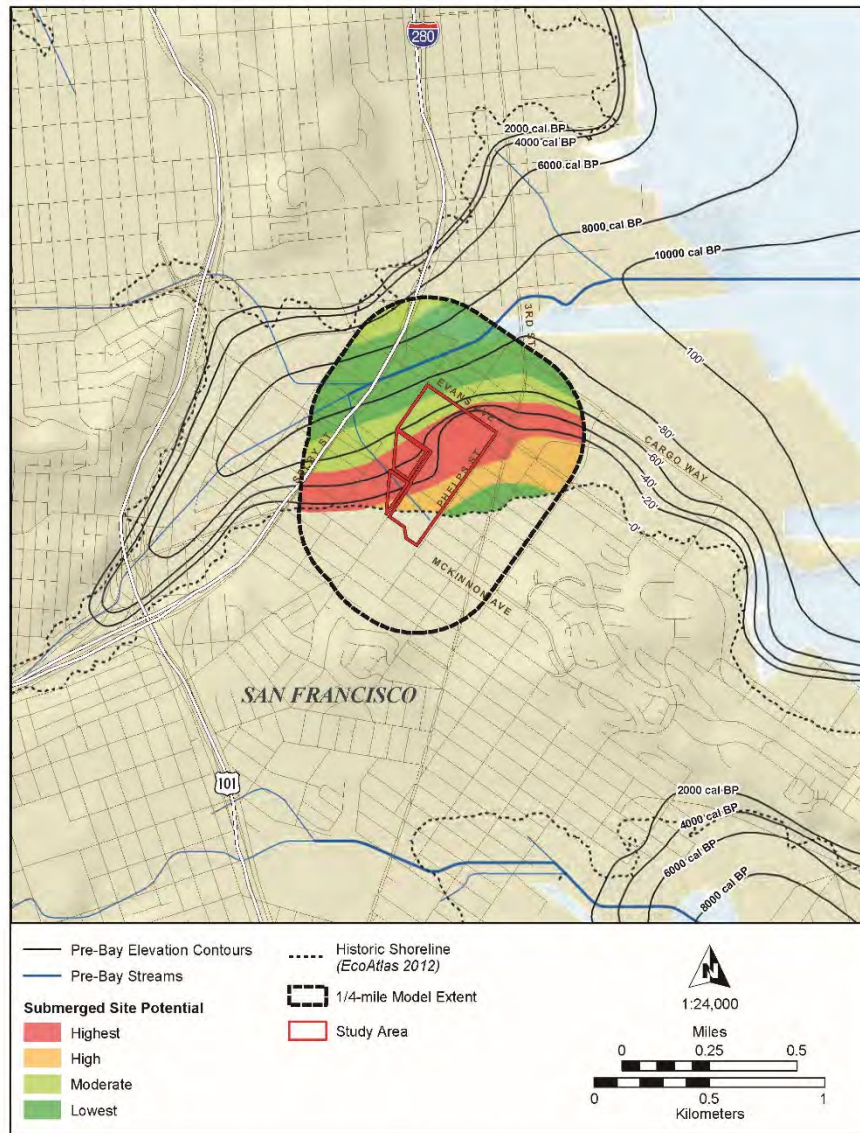 280
2000 cal BP
4000 cal BP
6000 cal BP
8000 cal BP
10000 cal BP
3RD ST
100'
EVANS AVE
SELBY ST
PHELPS ST
CARGO WAY
-80'
-60'
-40'
-20'
-0'
MCKINNON AVE
SAN FRANCISCO
101
2000 cal BP
4000 cal BP
6000 cal BP
8000 cal BP
Pre-Bay Elevation Contours
Pre-Bay Streams
Submerged Site Potential
Highest
High
Moderate
Lowest
Historic Shoreline
(EcoAtlas 2012)
1/4-mile Model Extent
Study Area
N
1:24,000
Miles
0 0.25 0.5
0 0.5 1
Kilometers